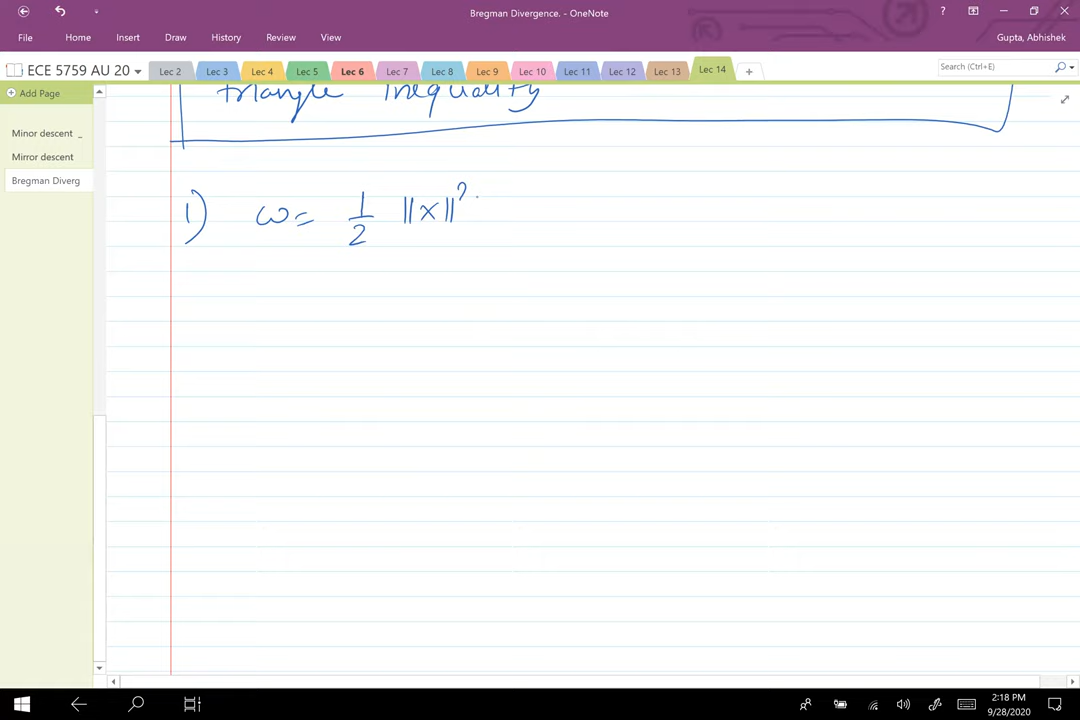 Bregman Divergence. - OneNote
File Home Insert Draw History Review View Gupta, Abhishek
ECE 5759 AU 20 Lec 2 Lec 3 Lec 4 Lec 5 Lec 6 Lec 7 Lec 8 Lec 9 Lec 10 Lec 11 Lec 12 Lec 13 Lec 14 Search (Ctrl+E)
Add Page
Minor descent _
Mirror descent
Bregman Diverg
Triangle Inequality
1) ω = 1/2 ||x||²
2:18 PM
9/28/2020